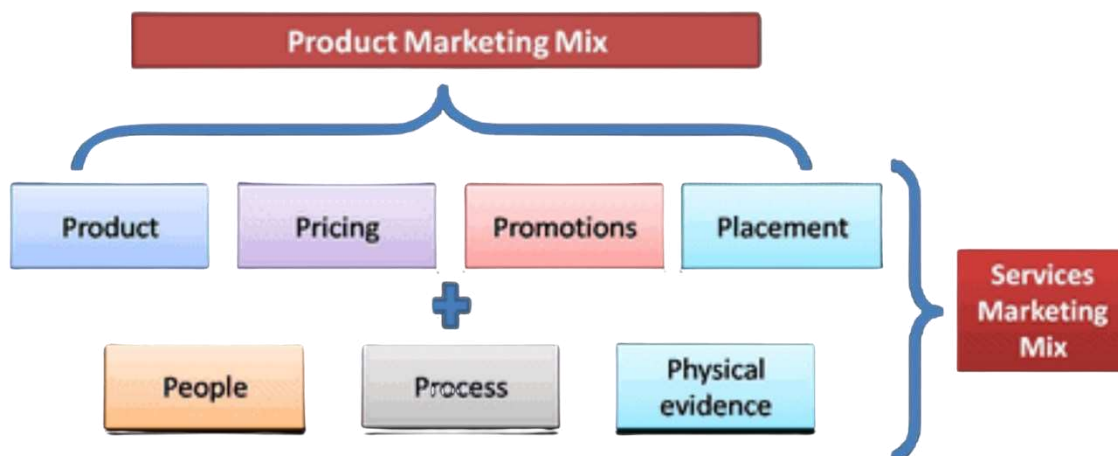 Product Marketing Mix
Product
Pricing
Promotions
Placement
People
Process
Physical
evidence
Services
Marketing
Mix